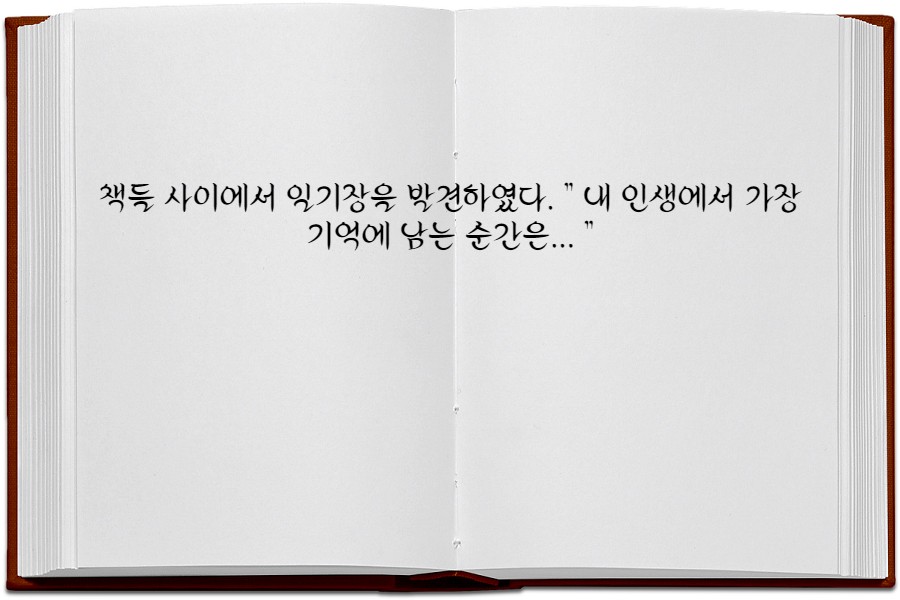 책들 사이에서 일기장을 발견하였다. " 내 인생에서 가장
기억에 남는 순간은... "